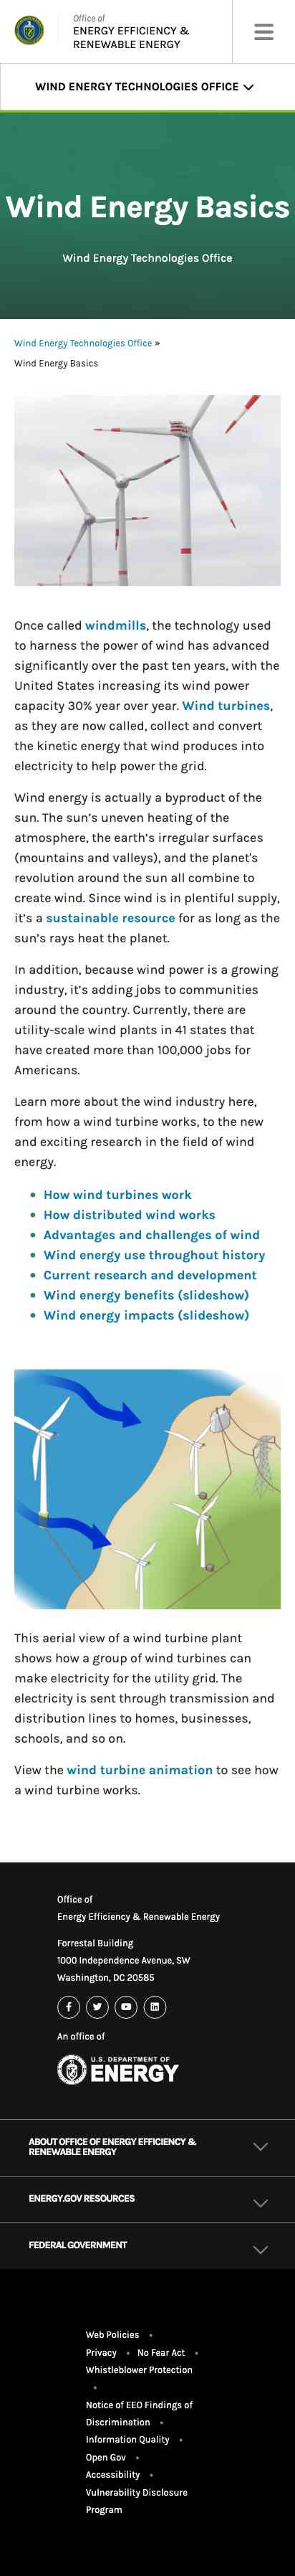 Office of
ENERGY EFFICIENCY &
RENEWABLE ENERGY
WIND ENERGY TECHNOLOGIES OFFICE
Wind Energy Basics
Wind Energy Technologies Office
Wind Energy Technologies Office »
Wind Energy Basics
Once called windmills, the technology used
to harness the power of wind has advanced
significantly over the past ten years, with the
United States increasing its wind power
capacity 30% year over year. Wind turbines,
as they are now called, collect and convert
the kinetic energy that wind produces into
electricity to help power the grid.
Wind energy is actually a byproduct of the
sun. The sun’s uneven heating of the
atmosphere, the earth’s irregular surfaces
(mountains and valleys), and the planet's
revolution around the sun all combine to
create wind. Since wind is in plentiful supply,
it’s a sustainable resource for as long as the
sun’s rays heat the planet.
In addition, because wind power is a growing
industry, it’s adding jobs to communities
around the country. Currently, there are
utility-scale wind plants in 41 states that
have created more than 100,000 jobs for
Americans.
Learn more about the wind industry here,
from how a wind turbine works, to the new
and exciting research in the field of wind
energy.
• How wind turbines work
• How distributed wind works
• Advantages and challenges of wind
• Wind energy use throughout history
• Current research and development
• Wind energy benefits (slideshow)
• Wind energy impacts (slideshow)
This aerial view of a wind turbine plant
shows how a group of wind turbines can
make electricity for the utility grid. The
electricity is sent through transmission and
distribution lines to homes, businesses,
schools, and so on.
View the wind turbine animation to see how
a wind turbine works.
Office of
Energy Efficiency & Renewable Energy
Forrestal Building
1000 Independence Avenue, SW
Washington, DC 20585
An office of
U.S. DEPARTMENT OF
ENERGY
ABOUT OFFICE OF ENERGY EFFICIENCY &
RENEWABLE ENERGY
ENERGY.GOV RESOURCES
FEDERAL GOVERNMENT
Web Policies •
Privacy • No Fear Act •
Whistleblower Protection
•
Notice of EEO Findings of
Discrimination •
Information Quality •
Open Gov •
Accessibility •
Vulnerability Disclosure
Program